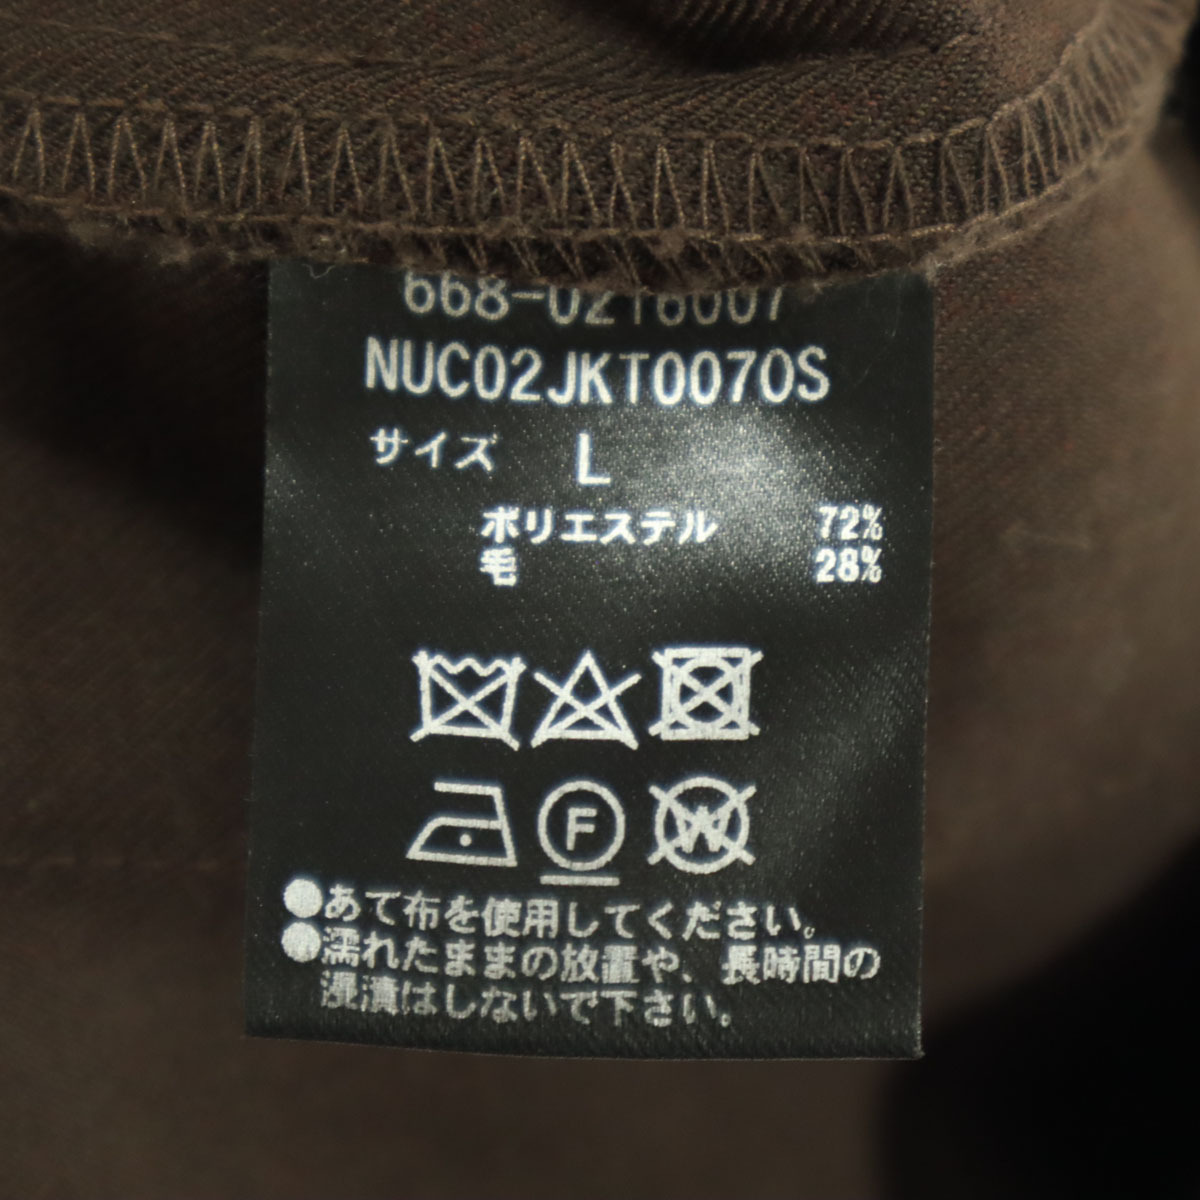 668-0216007
NUC02JKT0070S
サイズ L
ポリエステル 72%
毛 28%
F W
●あて布を使用してください。
●濡れたままの放置や、長時間の
浸漬はしないで下さい。